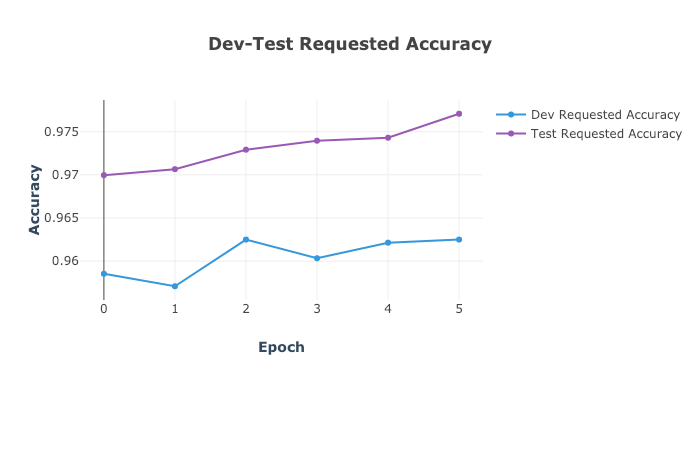 Dev-Test Requested Accuracy
Dev Requested Accuracy
Test Requested Accuracy
Accuracy
0.975
0.97
0.965
0.96
0 1 2 3 4 5
Epoch